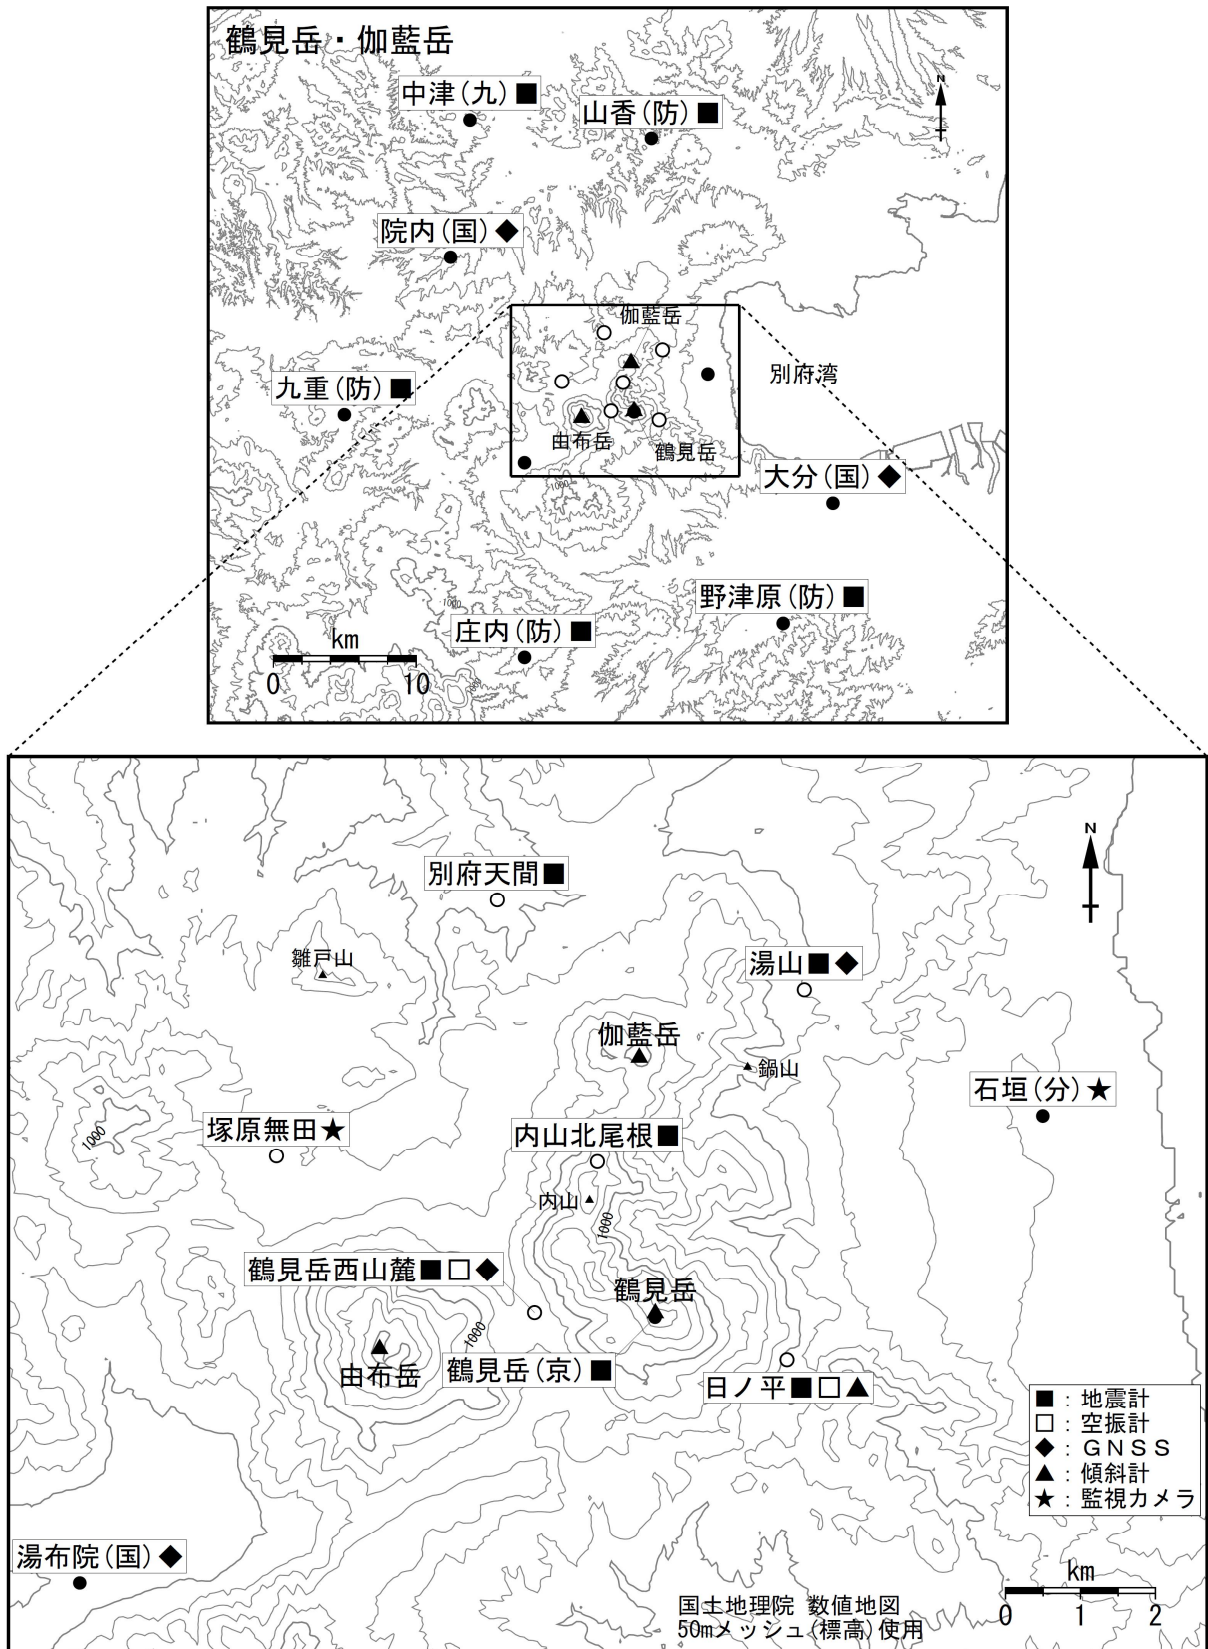 鶴見岳・伽藍岳
N
中津(九)■
山香(防)■
院内(国)◆
伽藍岳
九重(防)■
別府湾
由布岳
鶴見岳
1000
大分(国)◆
1000
野津原(防)■
庄内(防)■
km
0 10
1000
N
別府天間■
雛戸山
湯山■◆
伽藍岳
鍋山
石垣(分)★
塚原無田★
内山北尾根■
1000
内山
1000
鶴見岳西山麓■□◆
鶴見岳
1000
由布岳
鶴見岳(京)■
日ノ平■□▲
■:地震計
□:空振計
◆:GNSS
▲:傾斜計
★:監視カメラ
湯布院(国)◆
km
0 1 2
国土地理院 数値地図
50mメッシュ(標高)使用